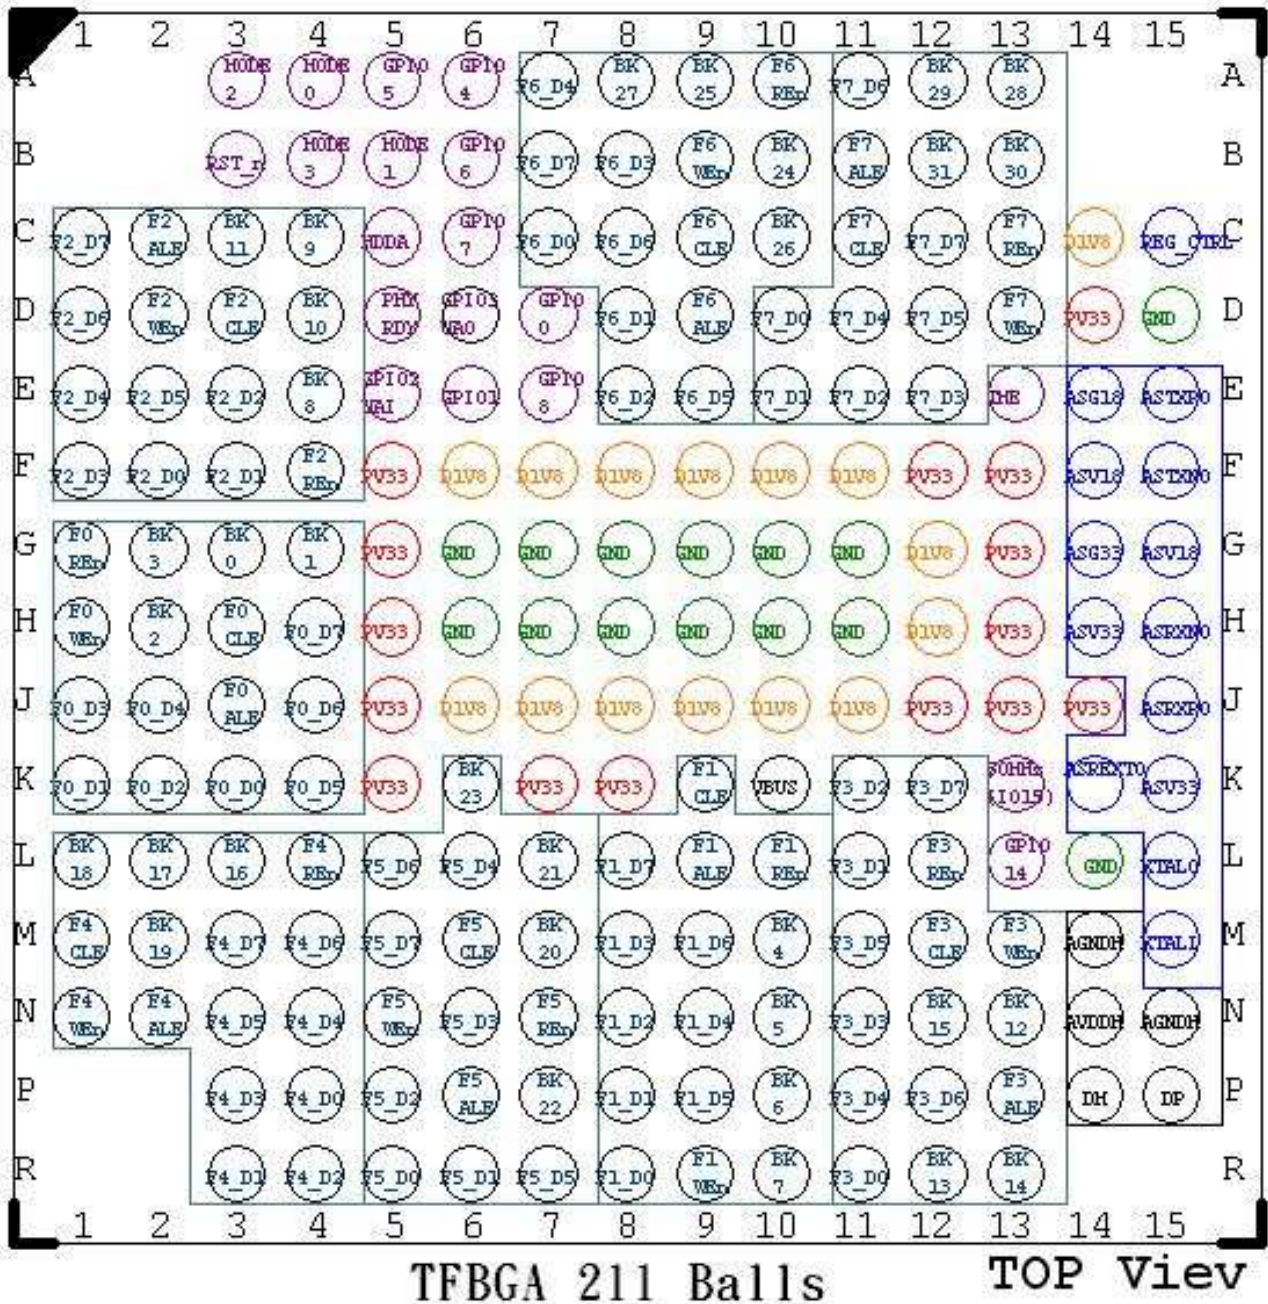 1 2 3 4 5 6 7 8 9 10 11 12 13 14 15
A HODE 2 HODE 0 GPIO 5 GPIO 4 F6_D4 BK 27 BK 25 F6 REn F7_D6 BK 29 BK 28 A
B RST_n HODE 3 HODE 1 GPIO 6 F6_D7 F6_D3 F6 WEn BK 24 F7 ALE BK 31 BK 30 B
C F2_D7 F2 ALE BK 11 BK 9 HDDA GPIO 7 F6_D0 F6_D6 F6 CLE BK 26 F7 CLE F7_D7 F7 REn D1V8 REG_CTRL C
D F2_D6 F2 WEn F2 CLE BK 10 PHY RDY GPIO3 WA0 GPIO 0 F6_D1 F6 ALE F7_D0 F7_D4 F7_D5 F7 WEn PV33 GND D
E F2_D4 F2_D5 F2_D2 BK 8 GPIO2 WA1 GPIO1 GPIO 8 F6_D2 F6_D5 F7_D1 F7_D2 F7_D3 ASG18 ASTXP0 E
F F2_D3 F2_D0 F2_D1 F2 REn PV33 D1V8 D1V8 D1V8 D1V8 D1V8 D1V8 PV33 PV33 ASV18 ASTXN0 F
G F0 REn BK 3 BK 0 BK 1 PV33 GND GND GND GND GND GND D1V8 PV33 ASG33 ASV18 G
H F0 WEn BK 2 F0 CLE F0_D7 PV33 GND GND GND GND GND GND D1V8 PV33 ASV33 ASRXN0 H
J F0_D3 F0_D4 F0 ALE F0_D6 PV33 D1V8 D1V8 D1V8 D1V8 D1V8 D1V8 PV33 PV33 PV33 ASRXP0 J
K F0_D1 F0_D2 F0_D0 F0_D5 PV33 BK 23 PV33 PV33 F1 CLE VBUS F3_D2 F3_D7 ASREXT0 ASV33 K
L BK 18 BK 17 BK 16 F4 REn F5_D6 F5_D4 BK 21 F1_D7 F1 ALE F1 REn F3_D1 F3 REn GPIO 14 GND XTALO L
M F4 CLE BK 19 F4_D7 F4_D6 F5_D7 F5 CLE BK 20 F1_D3 F1_D6 BK 4 F3_D5 F3 CLE F3 WEn AGNDH XTALI M
N F4 WEn F4 ALE F4_D5 F4_D4 F5 WEn F5_D3 F5 REn F1_D2 F1_D4 BK 5 F3_D3 BK 15 BK 12 AVDDH AGNDH N
P F4_D3 F4_D0 F5_D2 F5 ALE BK 22 F1_D1 F1_D5 BK 6 F3_D4 F3_D6 F3 ALE DH DP P
R F4_D1 F4_D2 F5_D0 F5_D1 F5_D5 F1_D0 F1 WEn BK 7 F3_D0 BK 13 BK 14 R
1 2 3 4 5 6 7 8 9 10 11 12 13 14 15
TFBGA 211 Balls TOP Viev